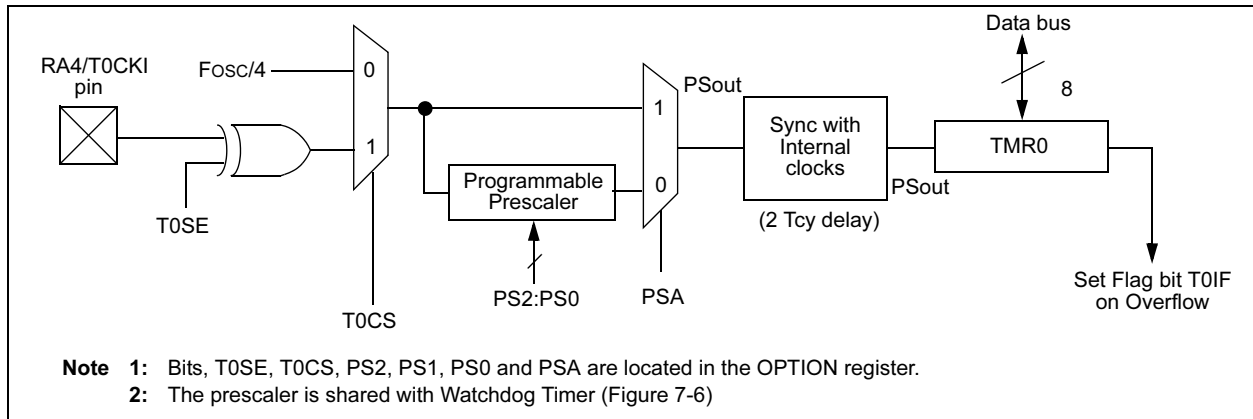 Data bus
RA4/T0CKI
pin
FOSC/4
0
1
T0SE
T0CS
Programmable
Prescaler
PS2:PS0
1
0
PSA
PSout
Sync with
Internal
clocks
(2 Tcy delay)
PSout
8
TMR0
Set Flag bit T0IF
on Overflow
Note 1: Bits, T0SE, T0CS, PS2, PS1, PS0 and PSA are located in the OPTION register.
2: The prescaler is shared with Watchdog Timer (Figure 7-6)